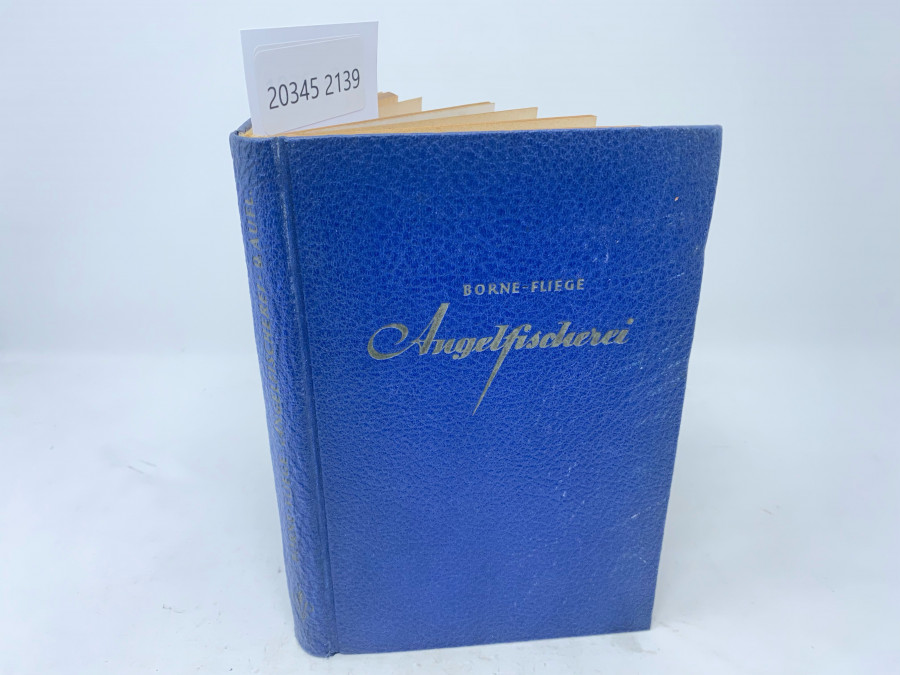 20345 2139
BORNE-FLIEGE
Angelfischerei